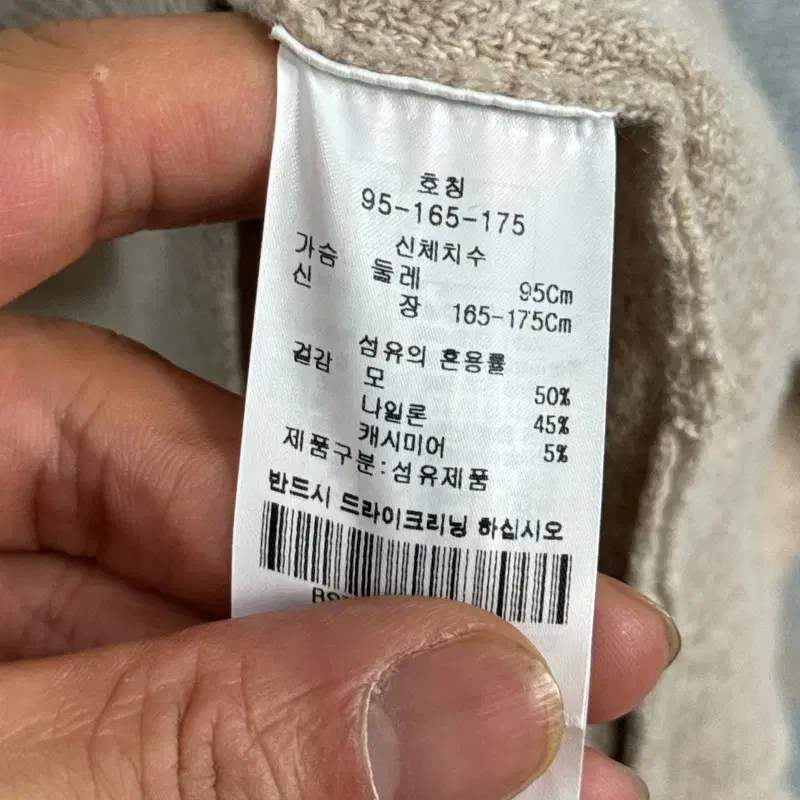 호칭
95-165-175
신체치수
가슴 둘레 95Cm
신 장 165-175Cm
섬유의 혼용률
겉감 모 50%
나일론 45%
캐시미어 5%
제품구분:섬유제품
반드시 드라이크리닝 하십시오